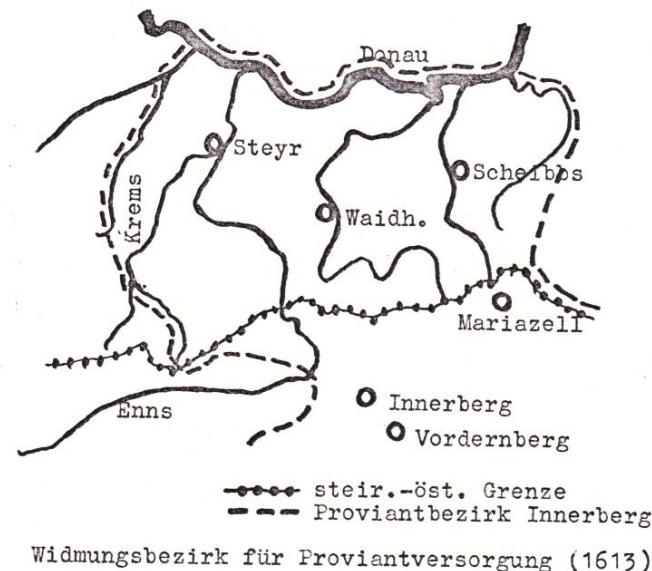 Donau
Steyr
Scheibbs
Krems
Waidh.
Mariazell
Enns
Innerberg
Vordernberg
steir.-öst. Grenze
Proviantbezirk Innerberg
Widmungsbezirk für Proviantversorgung (1613)